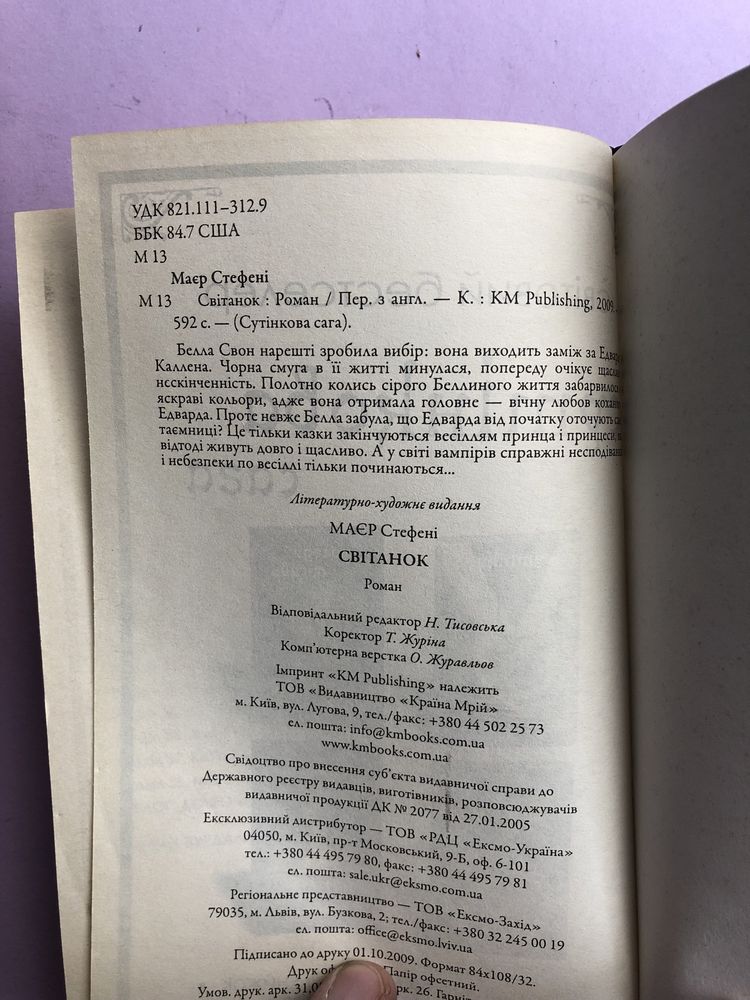 УДК 821.111–312.9
ББК 84.7 США
М 13
Маєр Стефені
М 13 Світанок : Роман / Пер. з англ. — К. : KM Publishing, 2009.
592 с. — (Сутінкова сага).
Белла Свон нарешті зробила вибір: вона виходить заміж за
Каллена. Чорна смуга в її житті минулася, попереду очікує
нескінченність. Полотно колись сірого Беллиного життя забарвилось
яскраві кольори, адже вона отримала головне — вічну любов
Едварда. Проте невже Белла забула, що Едварда від початку оточують
таємниці? Це тільки казки закінчуються весіллям принца і принцеси,
відтоді живуть довго і щасливо. А у світі вампірів справжні
і небезпеки по весіллі тільки починаються...
Літературно-художнє видання
МАЄР Стефені
СВІТАНОК
Роман
Відповідальний редактор Н. Тисовська
Коректор Т. Журіна
Комп'ютерна верстка О. Журавльов
Імпринт «KM Publishing» належить
ТОВ «Видавництво «Країна Мрій»
м. Київ, вул. Лугова, 9, тел./факс: +380 44 502 25 73
ел. пошта: info@kmbooks.com.ua
www.kmbooks.com.ua
Свідоцтво про внесення суб'єкта видавничої справи до
Державного реєстру видавців, виготівників, розповсюджувачів
видавничої продукції ДК № 2077 від 27.01.2005
Ексклюзивний дистрибутор — ТОВ «РДЦ «Ексмо-Україна»
04050, м. Київ, пр-т Московський, 9-Б, оф. 6-101
тел.: +380 44 495 79 80, факс: +380 44 495 79 81
ел. пошта: sale.ukr@eksmo.com.ua
Регіональне представництво — ТОВ «Ексмо-Захід»
79035, м. Львів, вул. Бузкова, 2; тел./факс: +380 32 245 00 19
ел. пошта: office@eksmo.lviv.ua
Підписано до друку 01.10.2009. Формат 84х108/32.
Друк Папір офсетний.
Умов. друк. арк. арк. 26.